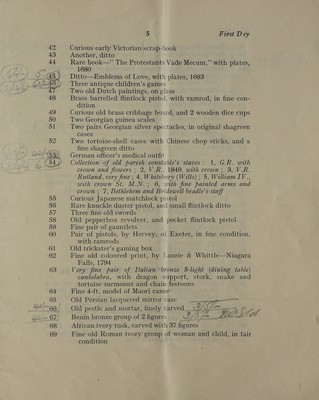 5 First Day
42 Curious early Victorian scrap-book
43 Another, ditto
44 Rare book—" The Protestants Vade Mecum," with plates,
1680
45 Ditto—Emblems of Love, with plates, 1683
46 Three antique children's games
47 Two old Dutch paintings, on glass
48 Brass barrelled flintlock pistol, with ramrod, in fine con-
dition
49 Curious old brass cribbage board, and 2 wooden dice cups
50 Two Georgian guinea scales
51 Two pairs Georgian silver spectacles, in original shagreen
cases
52 Two tortoise-shell cases with Chinese chop sticks, and a
fine shagreen ditto
53 German officer's medical outfit
54 Collection of old parish constable's staves : 1, G.R. with
crown and flowers ; 2, V.R. 1849, with crown ; 3, V.R.
Rutland, very fine ; 4, Whitsbury (Wilts) ; 5, William IV.,
with crown St. M.N. ; 6, with fine painted arms and
crown ; 7, Bethlehem and Bridewell beadle's staff
55 Curious Japanese matchlock pistol
56 Rare knuckle duster pistol, and small flintlock ditto
57 Three fine old swords
58 Old pepperbox revolver, and pocket flintlock pistol
59 Fine pair of gauntlets
60 Pair of pistols, by Hervey, of Exeter, in fine condition,
with ramrods
61 Old trickster's gaming box
62 Fine old coloured print, by Laurie & Whittle—Niagara
Falls, 1794
63 Very fine pair of Italian bronze 5-light (dining table)
candelabra, with dragon support, stork, snake and
tortoise surmount and chain festoons
64 Fine 4-ft. model of Maori canoe
65 Old Persian lacquered mirror case
66 Old pestle and mortar, finely carved
67 Benin bronze group of 2 figures
68 African ivory tusk, carved with 37 figures
69 Fine old Roman ivory group of woman and child, in fair
condition